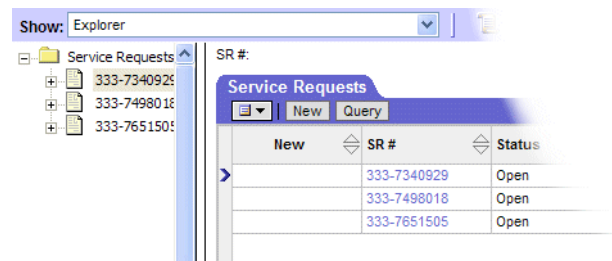 Show: Explorer
Service Requests
333-7340929
333-7498018
333-7651505
SR #:
Service Requests
New Query
New SR # Status
333-7340929 Open
333-7498018 Open
333-7651505 Open